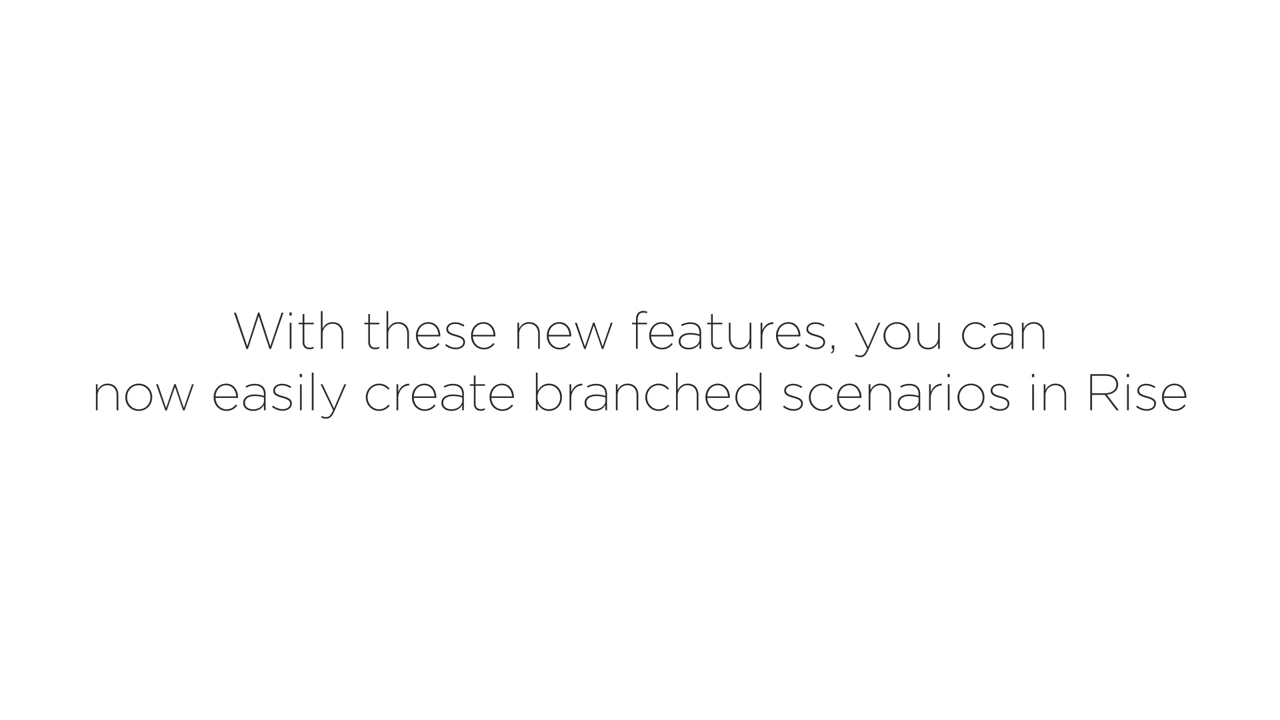 With these new features, you can
now easily create branched scenarios in Rise